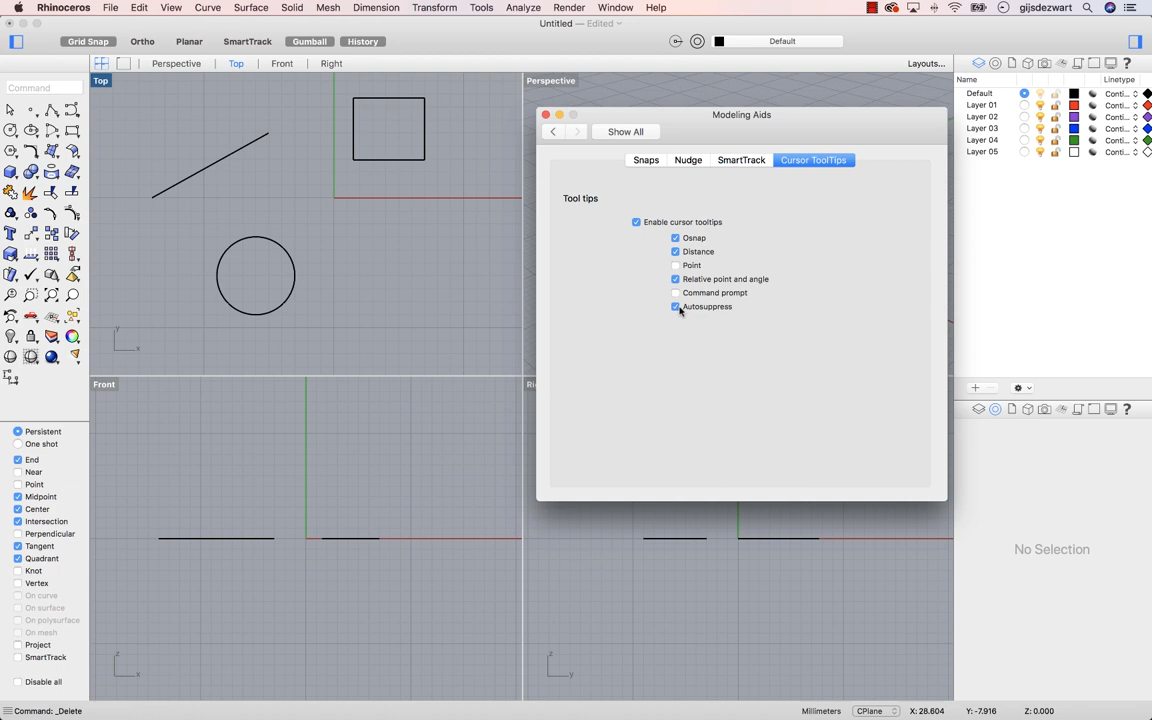 Rhinoceros File Edit View Curve Surface Solid Mesh Dimension Transform Tools Analyze Render Window Help gijsdezwart
Untitled — Edited
Grid Snap Ortho Planar SmartTrack Gumball History Default
Perspective Top Front Right Layouts...
Command
Top
Perspective
Front
Modeling Aids
Show All
Snaps Nudge SmartTrack Cursor ToolTips
Tool tips
Enable cursor tooltips
Osnap
Distance
Point
Relative point and angle
Command prompt
Autosuppress
Name Linetype
Default Conti...
Layer 01 Conti...
Layer 02 Conti...
Layer 03 Conti...
Layer 04 Conti...
Layer 05 Conti...
No Selection
y
x
z
x
z
y
Persistent
One shot
End
Near
Point
Midpoint
Center
Intersection
Perpendicular
Tangent
Quadrant
Knot
Vertex
On curve
On surface
On polysurface
On mesh
Project
SmartTrack
Disable all
Command: _Delete Millimeters CPlane X: 28.604 Y: -7.916 Z: 0.000